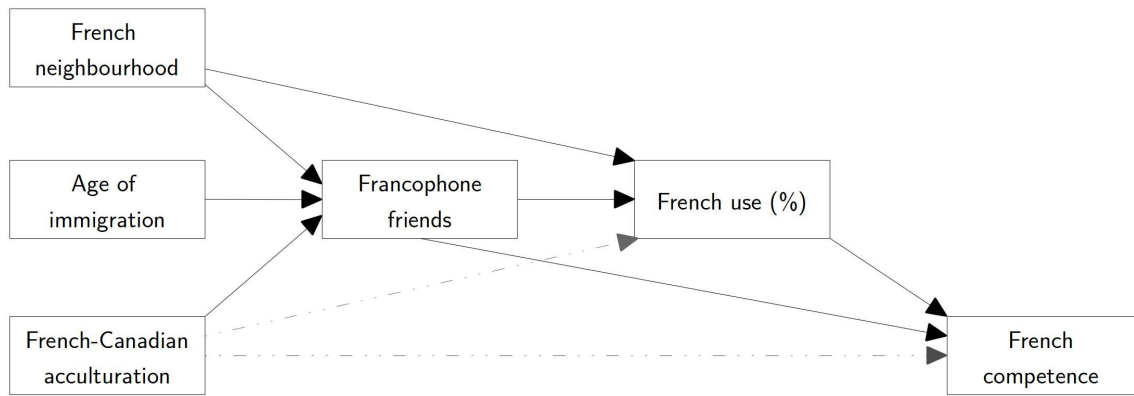 French
neighbourhood
Age of
immigration
Francophone
friends
French use (%)
French-Canadian
acculturation
French
competence